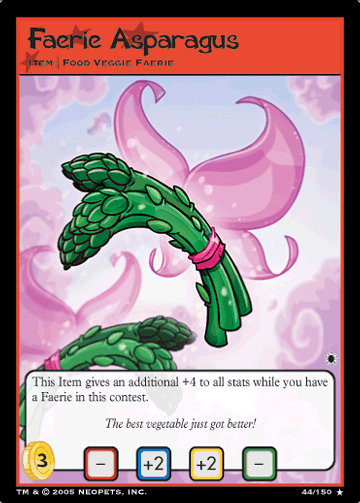 Faerie Asparagus
Item | Food Veggie Faerie
This Item gives an additional +4 to all stats while you have
a Faerie in this contest.
The best vegetable just got better!
3
–
+2
+2
–
TM & © 2005 NEOPETS, INC.
44/150 ★